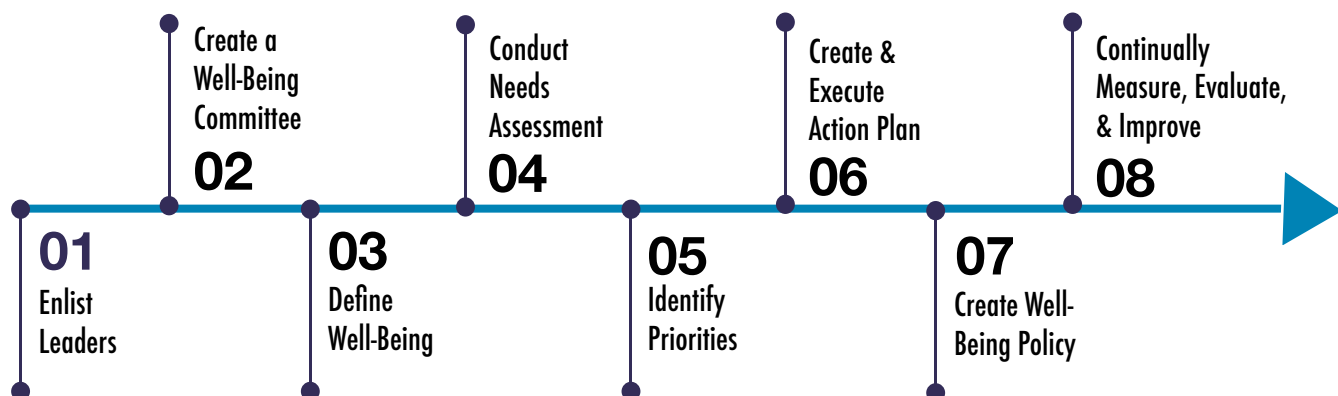 01
Enlist
Leaders
Create a
Well-Being
Committee
02
03
Define
Well-Being
Conduct
Needs
Assessment
04
05
Identify
Priorities
Create &
Execute
Action Plan
06
07
Create Well-
Being Policy
Continually
Measure, Evaluate,
& Improve
08